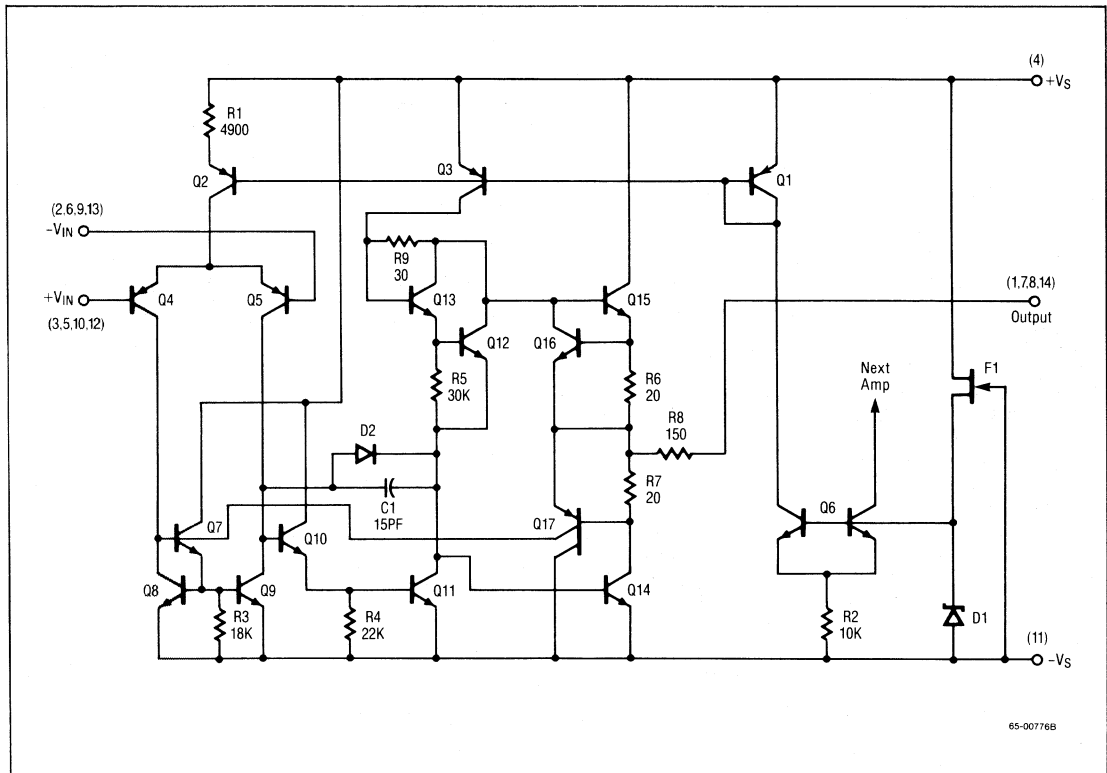 (4)
+VS
R1
4900
Q2
Q3
Q1
(2.6,9,13)
−VIN
R9
30
+VIN
Q4
Q5
Q13
Q15
(1,7,8,14)
Output
(3,5,10,12)
Q12
Q16
R5
30K
R6
20
Next
Amp
F1
D2
R8
150
C1
15PF
R7
20
Q7
Q10
Q17
Q6
Q8
Q9
R3
18K
R4
22K
Q11
Q14
R2
10K
D1
(11)
−VS
65-00776B